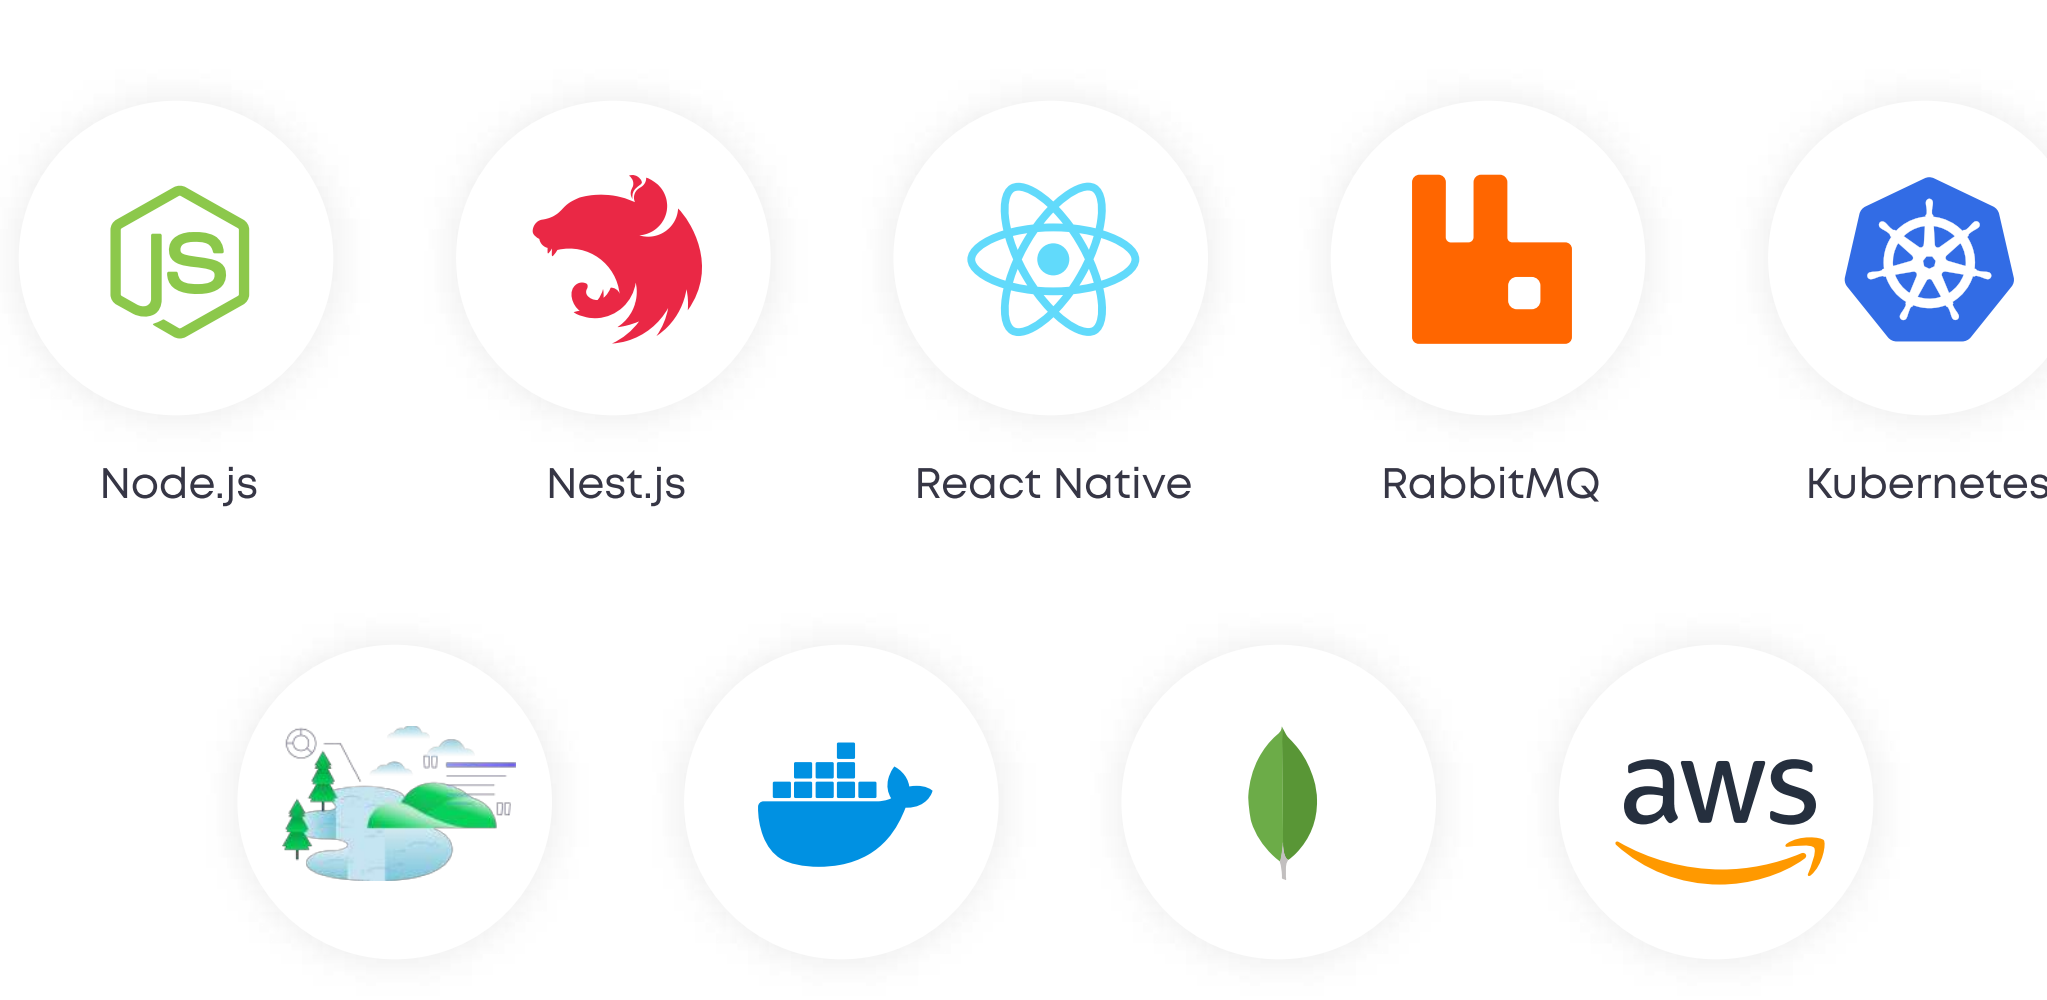 JS
Node.js
Nest.js
React Native
RabbitMQ
Kubernetes
aws